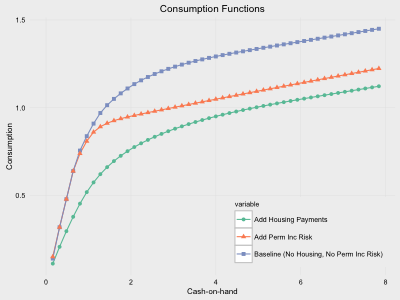 Consumption Functions
1.5
1.0
0.5
Consumption
variable
Add Housing Payments
Add Perm Inc Risk
Baseline (No Housing, No Perm Inc Risk)
0
2
4
6
8
Cash-on-hand